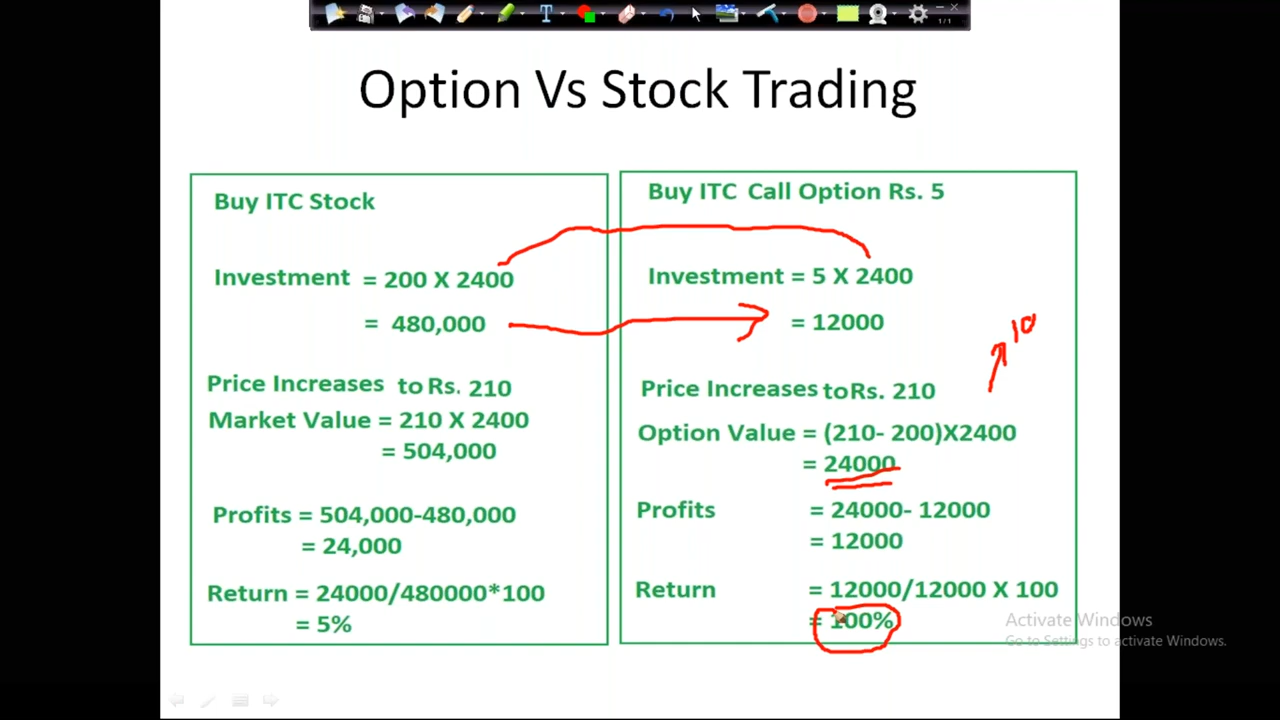 1/1
Option Vs Stock Trading
Buy ITC Stock
Investment = 200 X 2400
= 480,000
Price Increases to Rs. 210
Market Value = 210 X 2400
= 504,000
Profits = 504,000-480,000
= 24,000
Return = 24000/480000*100
= 5%
Buy ITC Call Option Rs. 5
Investment = 5 X 2400
= 12000
10
Price Increases to Rs. 210
Option Value = (210- 200)X2400
= 24000
Profits = 24000- 12000
= 12000
Return = 12000/12000 X 100
= 100%
Activate Windows
Go to Settings to activate Windows.